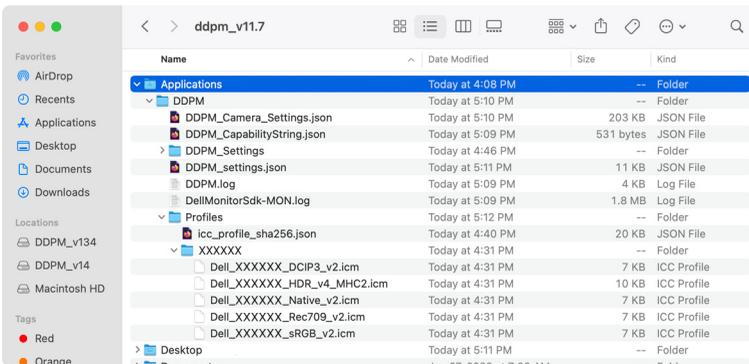 ddpm_v11.7
Favorites
AirDrop
Recents
Applications
Desktop
Documents
Downloads
Locations
DDPM_v134
DDPM_v14
Macintosh HD
Tags
Red
Orange
Name Date Modified Size Kind
Applications Today at 4:08 PM -- Folder
DDPM Today at 5:10 PM -- Folder
DDPM_Camera_Settings.json Today at 5:10 PM 203 KB JSON File
DDPM_CapabilityString.json Today at 5:09 PM 531 bytes JSON File
DDPM_Settings Today at 4:46 PM -- Folder
DDPM_settings.json Today at 5:11 PM 11 KB JSON File
DDPM.log Today at 5:09 PM 4 KB Log File
DellMonitorSdk-MON.log Today at 5:09 PM 1.8 MB Log File
Profiles Today at 5:12 PM -- Folder
icc_profile_sha256.json Today at 4:40 PM 20 KB JSON File
XXXXXX Today at 4:31 PM -- Folder
Dell_XXXXXX_DCIP3_v2.icm Today at 4:31 PM 7 KB ICC Profile
Dell_XXXXXX_HDR_v4_MHC2.icm Today at 4:31 PM 10 KB ICC Profile
Dell_XXXXXX_Native_v2.icm Today at 4:31 PM 7 KB ICC Profile
Dell_XXXXXX_Rec709_v2.icm Today at 4:31 PM 7 KB ICC Profile
Dell_XXXXXX_sRGB_v2.icm Today at 4:31 PM 7 KB ICC Profile
Desktop Today at 5:11 PM -- Folder